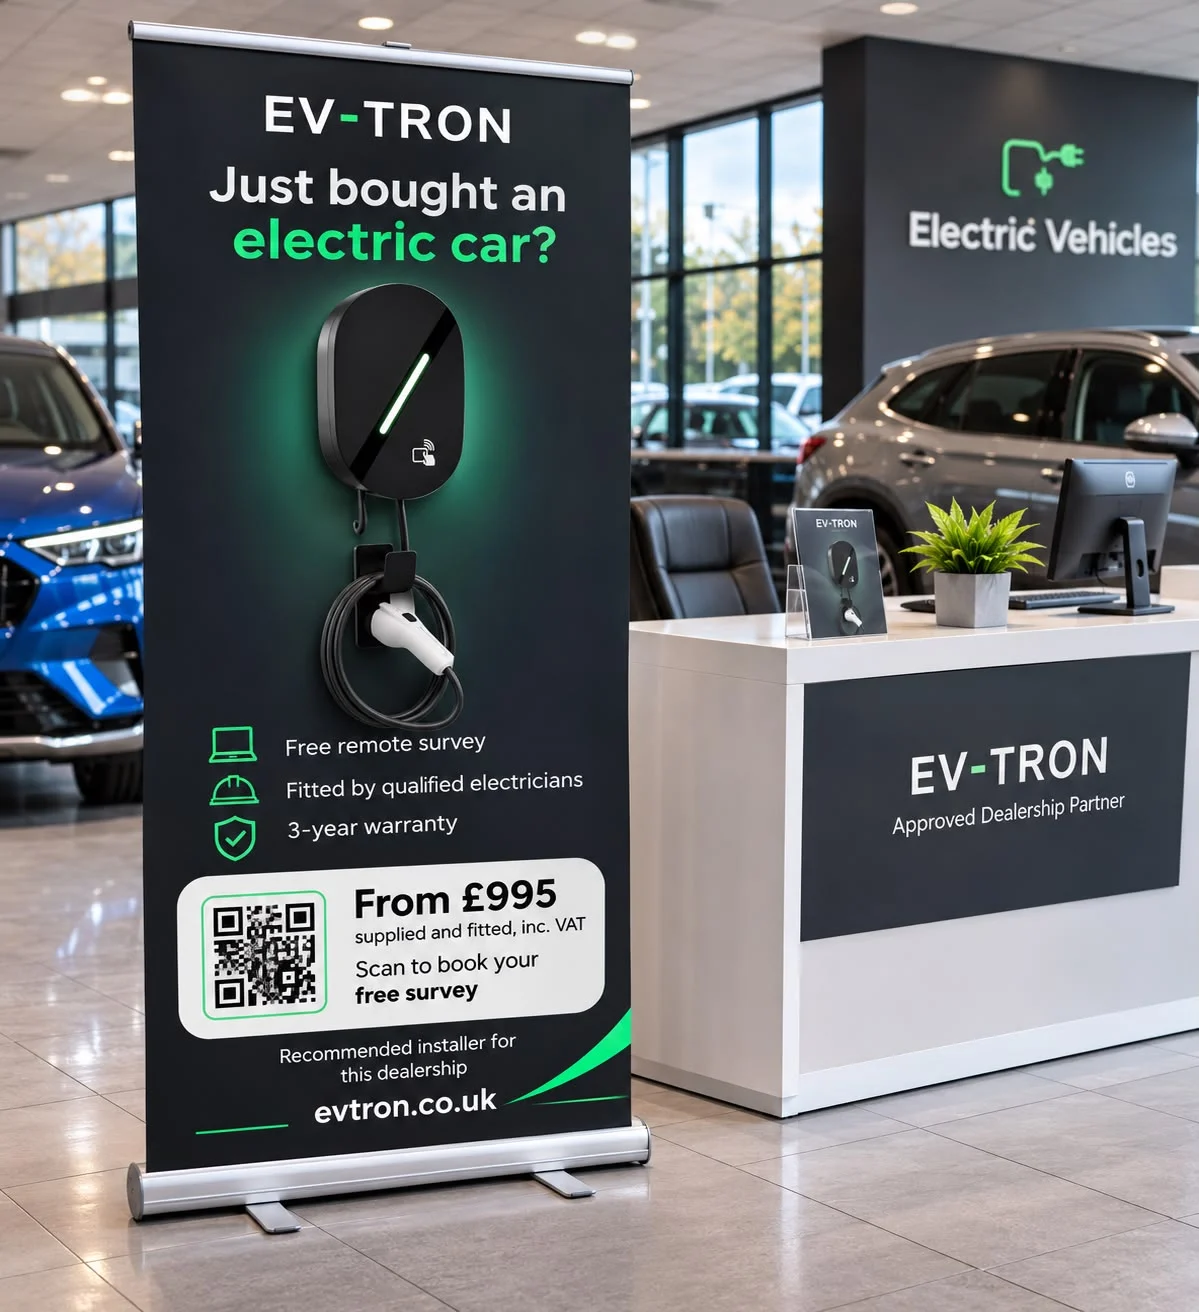 EV-TRON
Just bought an
electric car?
Free remote survey
Fitted by qualified electricians
3-year warranty
From £995
supplied and fitted, inc. VAT
Scan to book your
free survey
Recommended installer for
this dealership
evtron.co.uk
Electric Vehicles
EV-TRON
EV-TRON
Approved Dealership Partner